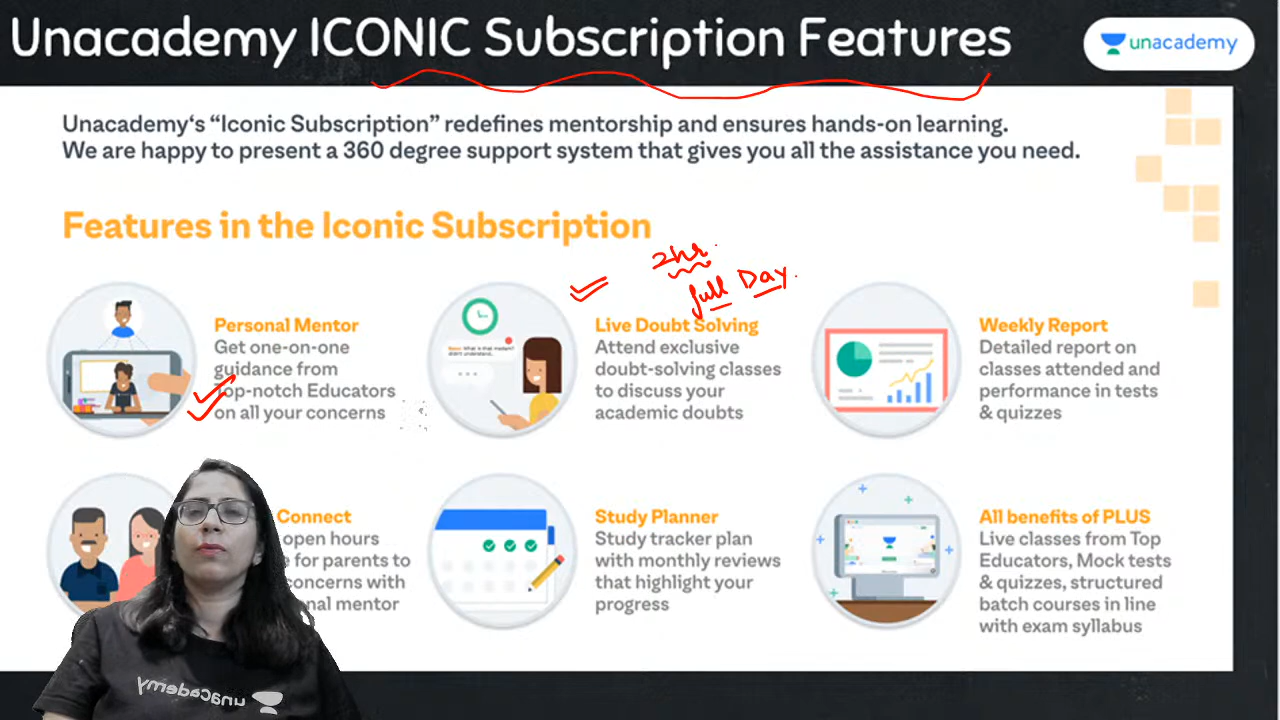 Unacademy ICONIC Subscription Features
unacademy
Unacademy‘s “Iconic Subscription” redefines mentorship and ensures hands-on learning.
We are happy to present a 360 degree support system that gives you all the assistance you need.
Features in the Iconic Subscription
2hr.
full Day.
Personal Mentor
Get one-on-one
guidance from
top-notch Educators
on all your concerns
Live Doubt Solving
Attend exclusive
doubt-solving classes
to discuss your
academic doubts
Weekly Report
Detailed report on
classes attended and
performance in tests
& quizzes
Connect
open hours
for parents to
concerns with
mentor
Study Planner
Study tracker plan
with monthly reviews
that highlight your
progress
All benefits of PLUS
Live classes from Top
Educators, Mock tests
& quizzes, structured
batch courses in line
with exam syllabus
unacademy